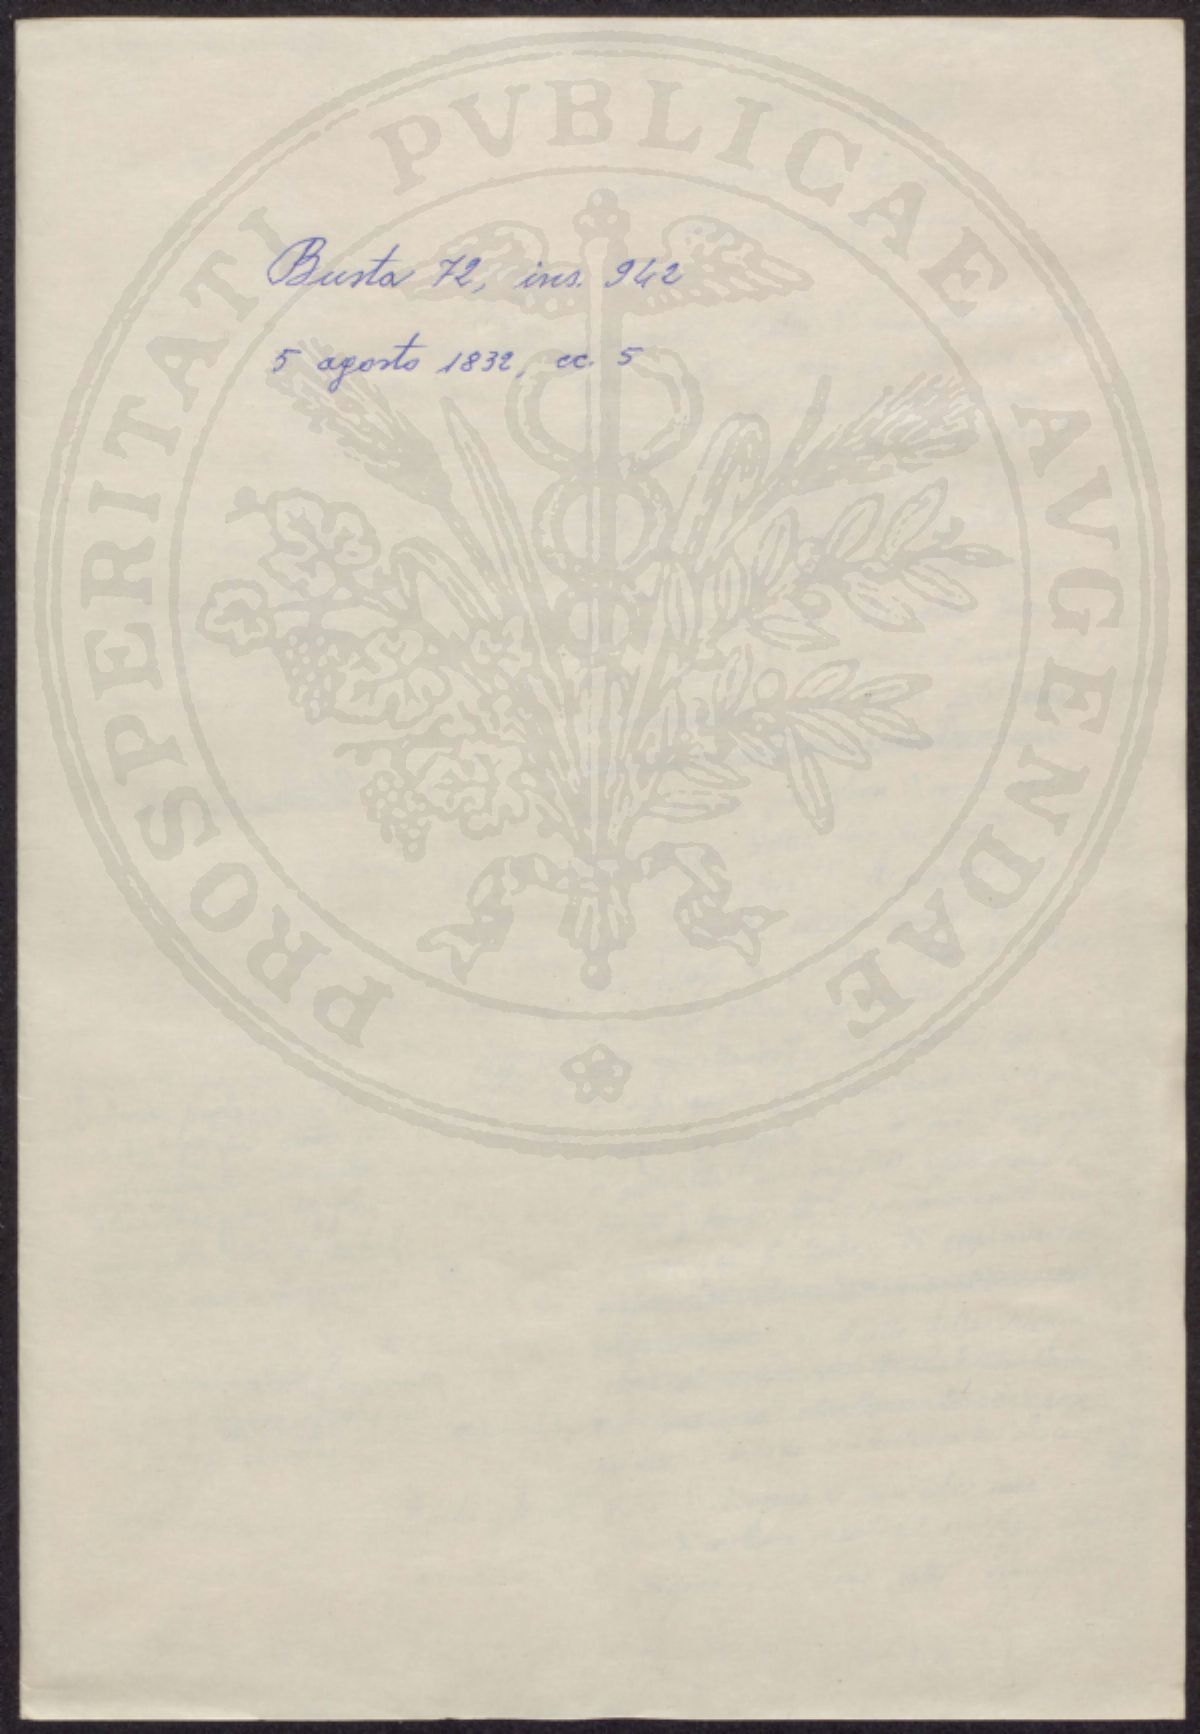 PROSPERITATI PVBLICAE AVGENDAE
Busta 72, ins. 942
5 agosto 1832, cc. 5